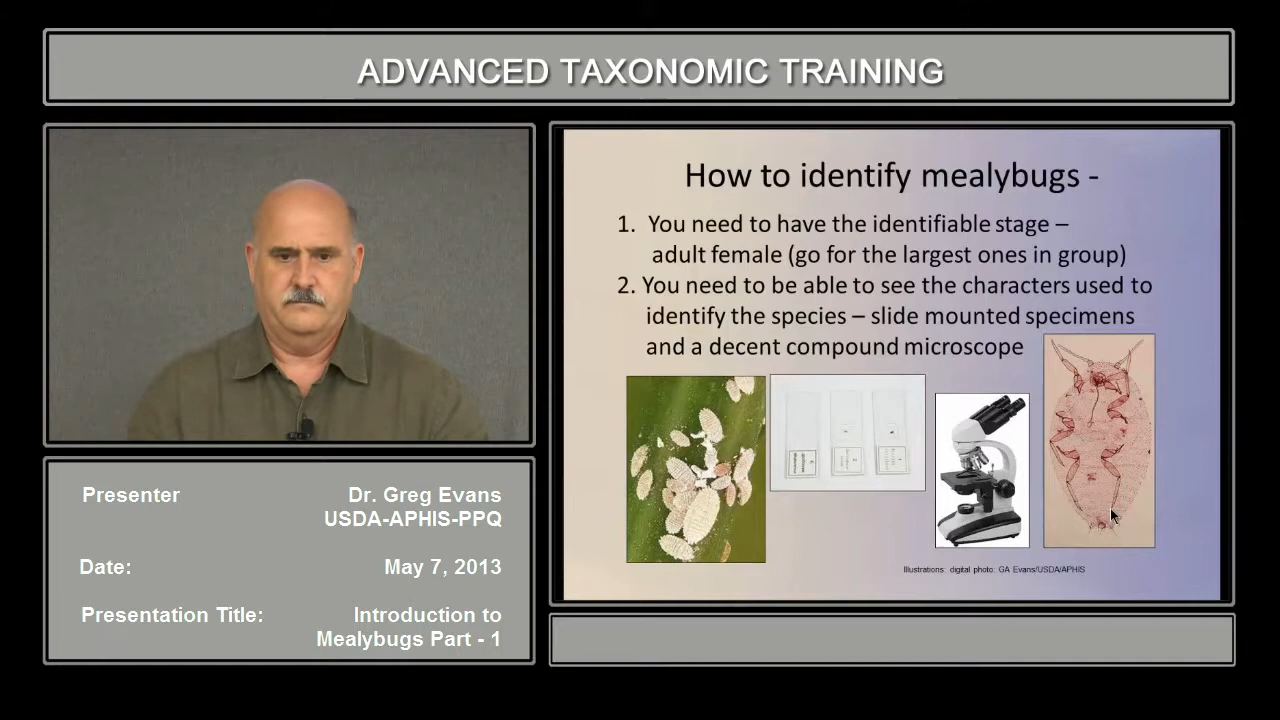 ADVANCED TAXONOMIC TRAINING
How to identify mealybugs -
1. You need to have the identifiable stage –
adult female (go for the largest ones in group)
2. You need to be able to see the characters used to
identify the species – slide mounted specimens
and a decent compound microscope
Illustrations: digital photo: GA Evans/USDA/APHIS
Presenter Dr. Greg Evans
USDA-APHIS-PPQ
Date: May 7, 2013
Presentation Title: Introduction to
Mealybugs Part - 1